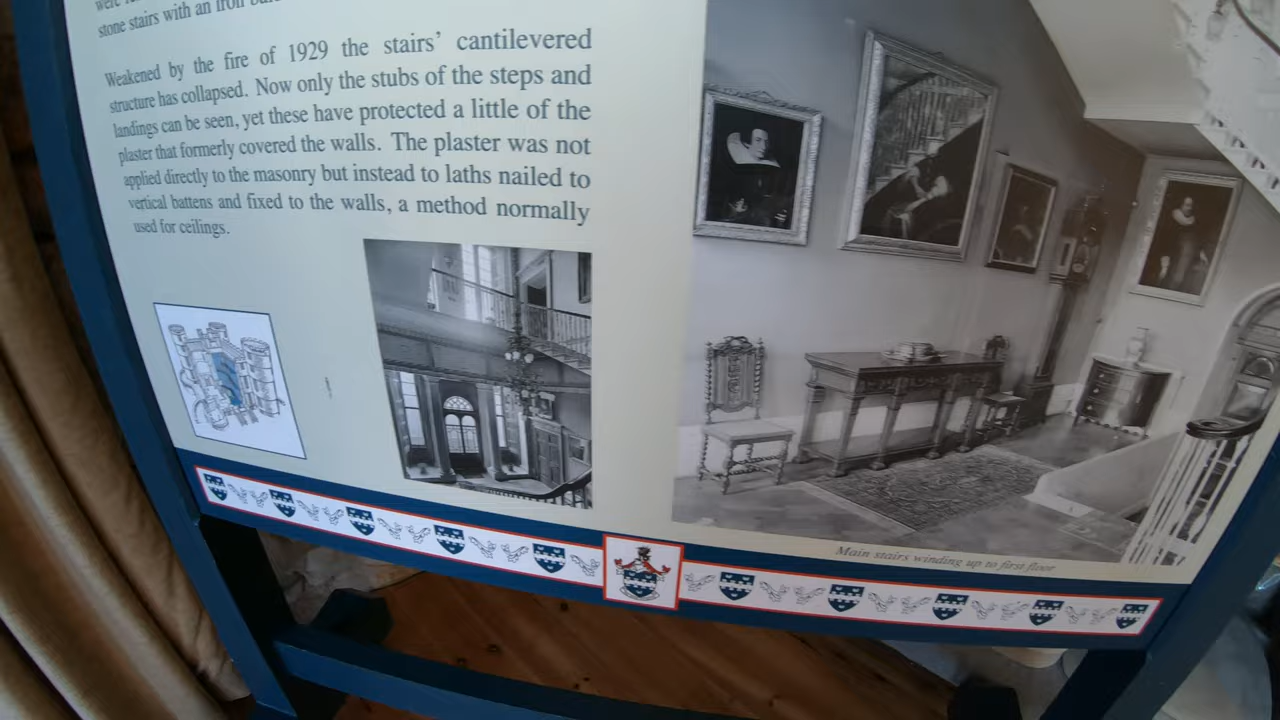 stone stairs with an iron
Weakened by the fire of 1929 the stairs' cantilevered
structure has collapsed. Now only the stubs of the steps and
landings can be seen, yet these have protected a little of the
plaster that formerly covered the walls. The plaster was not
applied directly to the masonry but instead to laths nailed to
vertical battens and fixed to the walls, a method normally
used for ceilings.
Main stairs winding up to first floor